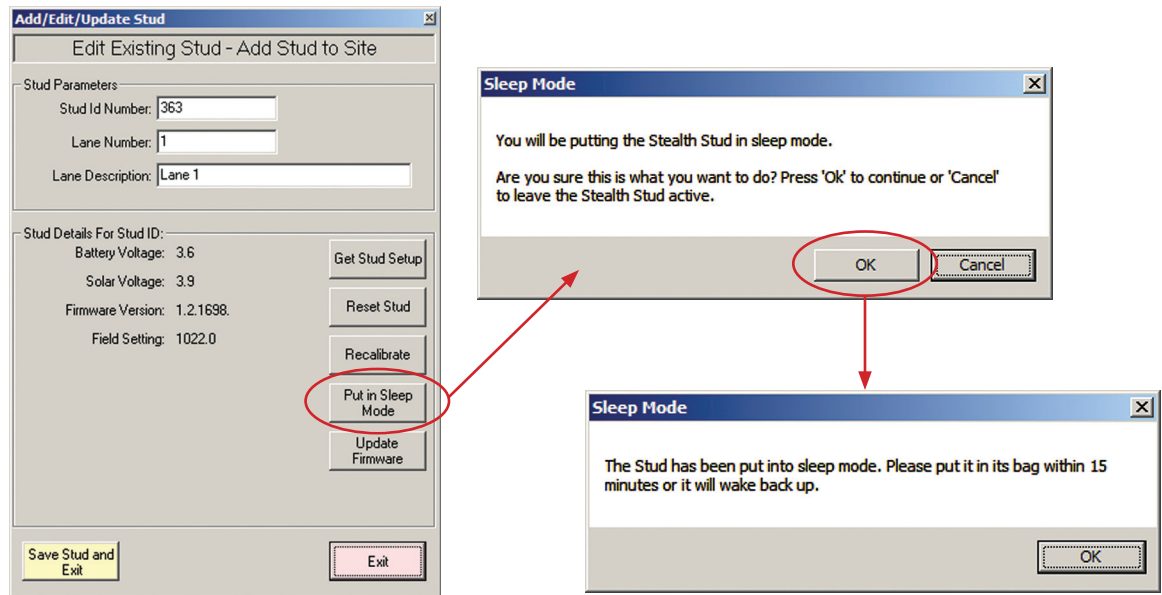 Add/Edit/Update Stud
Edit Existing Stud - Add Stud to Site
Stud Parameters
Stud Id Number: 363
Lane Number: 1
Lane Description: Lane 1
Stud Details For Stud ID:
Battery Voltage: 3.6
Solar Voltage: 3.9
Firmware Version: 1.2.1698.
Field Setting: 1022.0
Get Stud Setup
Reset Stud
Recalibrate
Put in Sleep
Mode
Update
Firmware
Save Stud and
Exit
Exit
Sleep Mode
You will be putting the Stealth Stud in sleep mode.
Are you sure this is what you want to do? Press 'Ok' to continue or 'Cancel'
to leave the Stealth Stud active.
OK
Cancel
Sleep Mode
The Stud has been put into sleep mode. Please put it in its bag within 15
minutes or it will wake back up.
OK